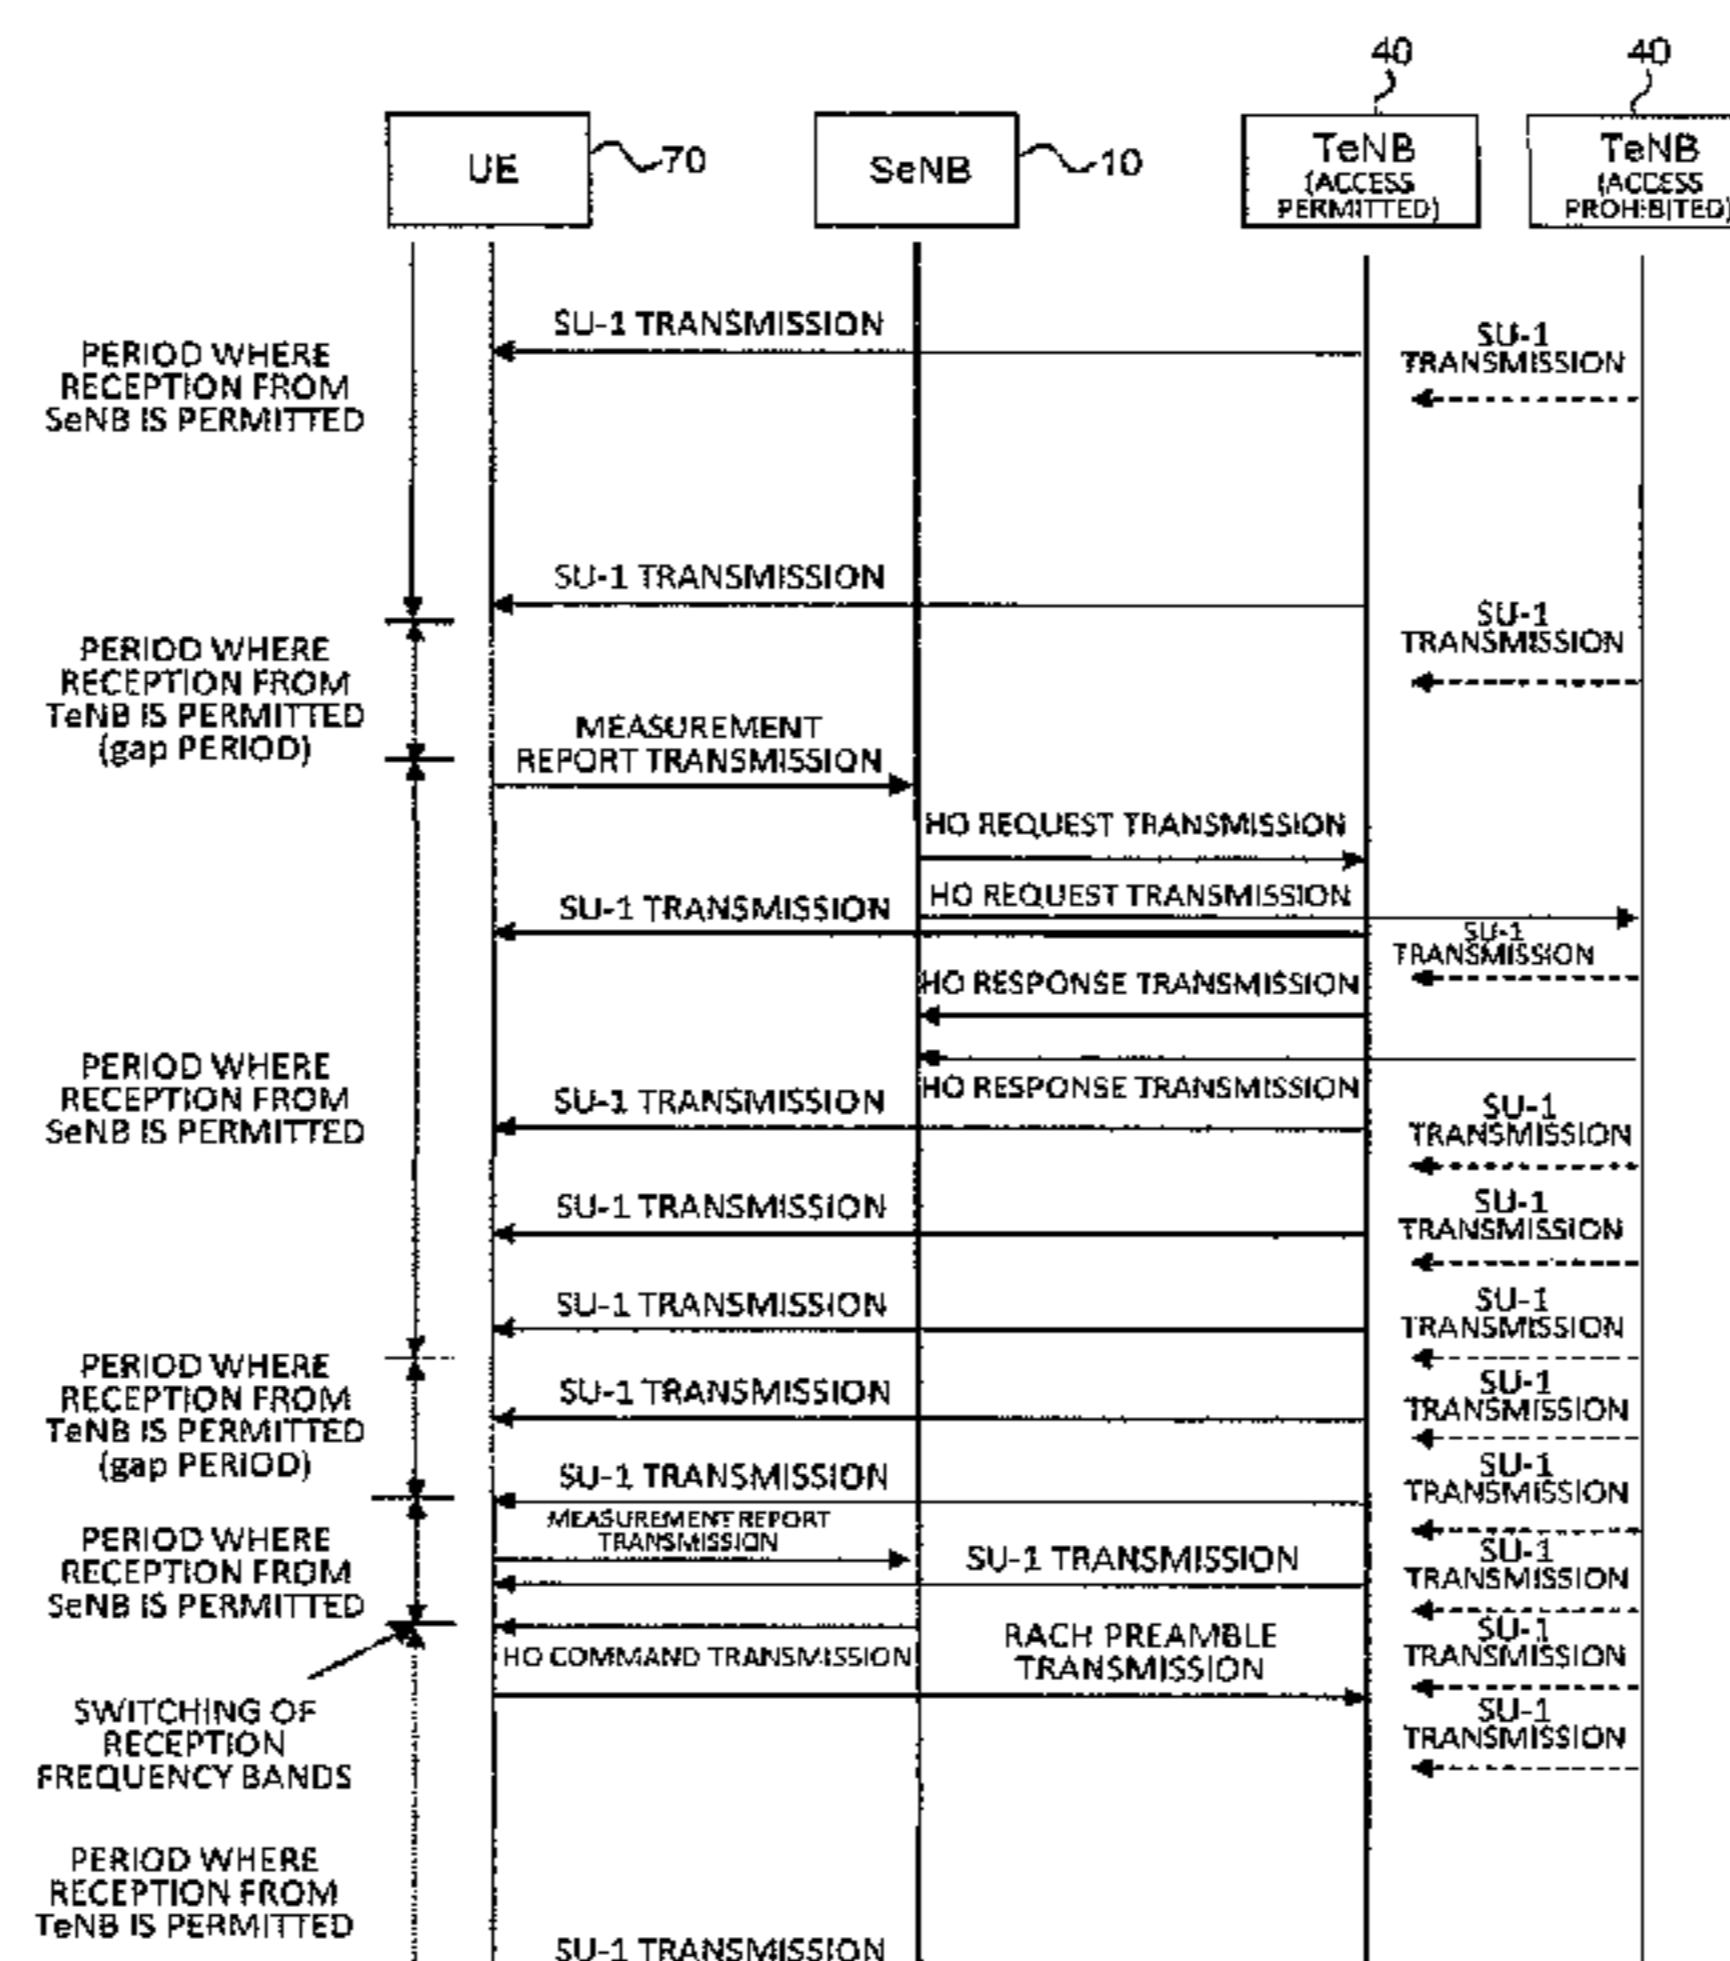 40
40
UE
70
SeNB
10
TeNB
(ACCESS
PERMITTED)
TeNB
(ACCESS
PROHIBITED)
SU-1 TRANSMISSION
SU-1
TRANSMISSION
PERIOD WHERE
RECEPTION FROM
SeNB IS PERMITTED
SU-1 TRANSMISSION
SU-1
TRANSMISSION
PERIOD WHERE
RECEPTION FROM
TeNB IS PERMITTED
(gap PERIOD)
MEASUREMENT
REPORT TRANSMISSION
HO REQUEST TRANSMISSION
HO REQUEST TRANSMISSION
SU-1 TRANSMISSION
SU-1
TRANSMISSION
HO RESPONSE TRANSMISSION
PERIOD WHERE
RECEPTION FROM
SeNB IS PERMITTED
HO RESPONSE TRANSMISSION
SU-1 TRANSMISSION
SU-1
TRANSMISSION
SU-1 TRANSMISSION
SU-1
TRANSMISSION
SU-1 TRANSMISSION
SU-1
TRANSMISSION
PERIOD WHERE
RECEPTION FROM
TeNB IS PERMITTED
(gap PERIOD)
SU-1 TRANSMISSION
SU-1
TRANSMISSION
SU-1 TRANSMISSION
SU-1
TRANSMISSION
MEASUREMENT REPORT
TRANSMISSION
PERIOD WHERE
RECEPTION FROM
SeNB IS PERMITTED
SU-1 TRANSMISSION
SU-1
TRANSMISSION
HO COMMAND TRANSMISSION
RACH PREAMBLE
TRANSMISSION
SU-1
TRANSMISSION
SWITCHING OF
RECEPTION
FREQUENCY BANDS
SU-1
TRANSMISSION
PERIOD WHERE
RECEPTION FROM
TeNB IS PERMITTED
SU-1 TRANSMISSION